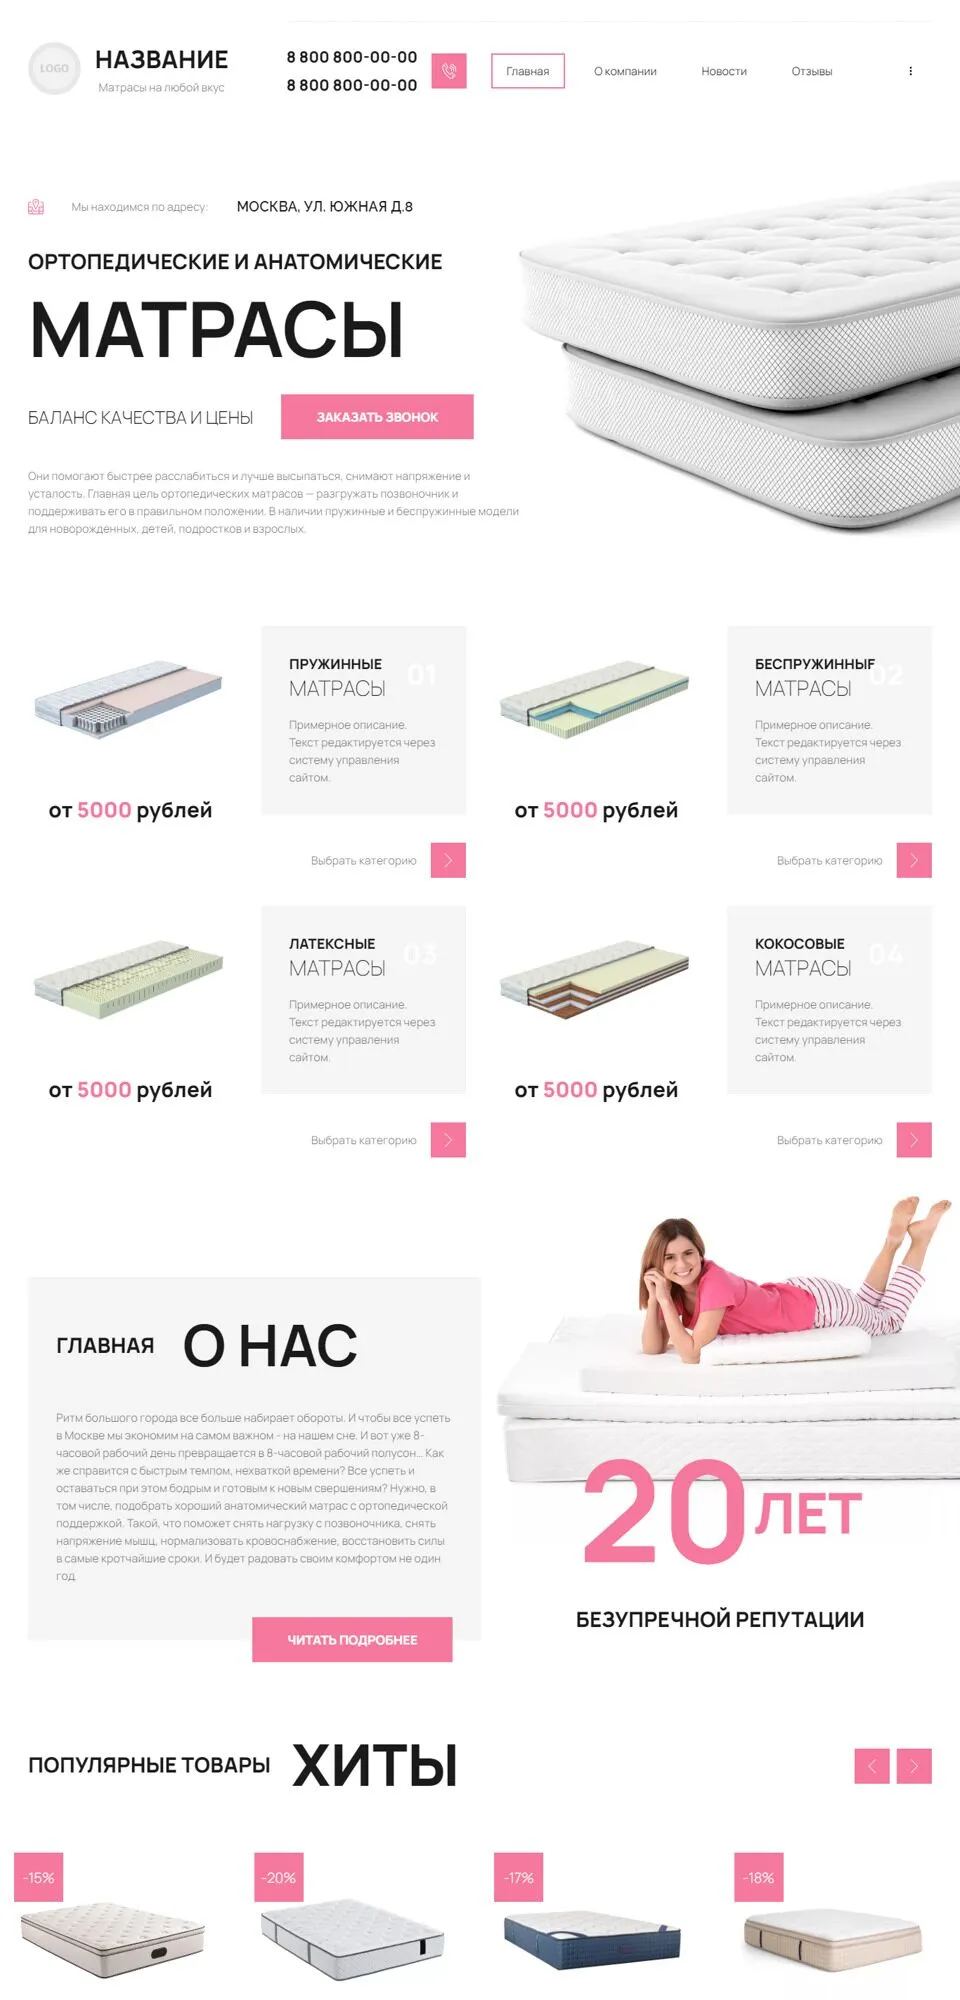 LOGO
НАЗВАНИЕ
Матрасы на любой вкус
8 800 800-00-00
8 800 800-00-00
Главная
О компании
Новости
Отзывы
Мы находимся по адресу:
МОСКВА, УЛ. ЮЖНАЯ Д.8
ОРТОПЕДИЧЕСКИЕ И АНАТОМИЧЕСКИЕ
МАТРАСЫ
БАЛАНС КАЧЕСТВА И ЦЕНЫ
ЗАКАЗАТЬ ЗВОНОК
Они помогают быстрее расслабиться и лучше высыпаться, снимают напряжение и
усталость. Главная цель ортопедических матрасов — разгружать позвоночник и
поддерживать его в правильном положении. В наличии пружинные и беспружинные модели
для новорожденных, детей, подростков и взрослых.
ПРУЖИННЫЕ
01
МАТРАСЫ
Примерное описание.
Текст редактируется через
систему управления
сайтом.
от 5000 рублей
Выбрать категорию
БЕСПРУЖИННЫЕ
02
МАТРАСЫ
Примерное описание.
Текст редактируется через
систему управления
сайтом.
от 5000 рублей
Выбрать категорию
ЛАТЕКСНЫЕ
03
МАТРАСЫ
Примерное описание.
Текст редактируется через
систему управления
сайтом.
от 5000 рублей
Выбрать категорию
КОКОСОВЫЕ
04
МАТРАСЫ
Примерное описание.
Текст редактируется через
систему управления
сайтом.
от 5000 рублей
Выбрать категорию
ГЛАВНАЯ
О НАС
Ритм большого города все больше набирает обороты. И чтобы все успеть
в Москве мы экономим на самом важном - на нашем сне. И вот уже 8-
часовой рабочий день превращается в 8-часовой рабочий полусон... Как
же справится с быстрым темпом, нехваткой времени? Все успеть и
оставаться при этом бодрым и готовым к новым свершениям? Нужно, в
том числе, подобрать хороший анатомический матрас с ортопедической
поддержкой. Такой, что поможет снять нагрузку с позвоночника, снять
напряжение мышц, нормализовать кровоснабжение, восстановить силы
в самые кротчайшие сроки. И будет радовать своим комфортом не один
год.
ЧИТАТЬ ПОДРОБНЕЕ
20 ЛЕТ
БЕЗУПРЕЧНОЙ РЕПУТАЦИИ
ПОПУЛЯРНЫЕ ТОВАРЫ
ХИТЫ
-15%
-20%
-17%
-18%